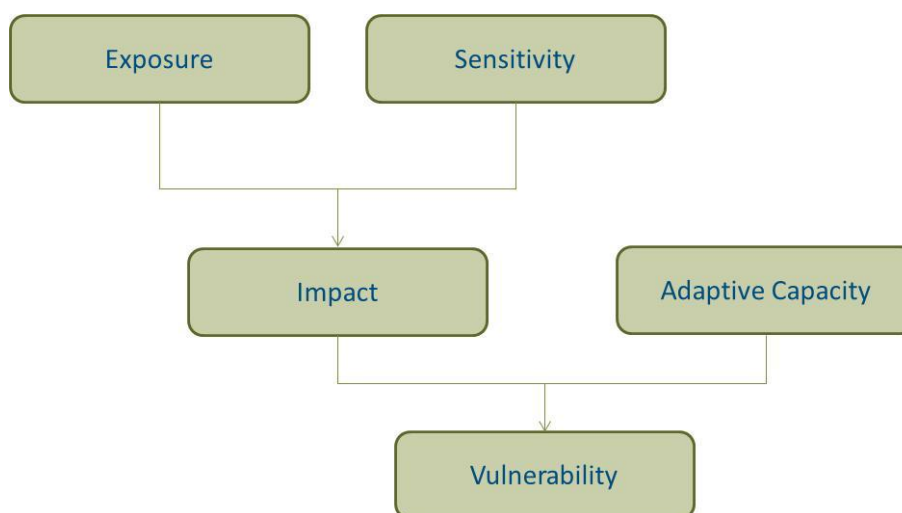 Exposure
Sensitivity
Impact
Adaptive Capacity
Vulnerability